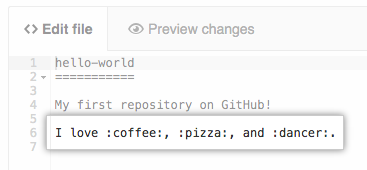 <> Edit file
Preview changes
1 hello-world
2 ===========
3
4 My first repository on GitHub!
5
6 I love :coffee:, :pizza:, and :dancer:.
7